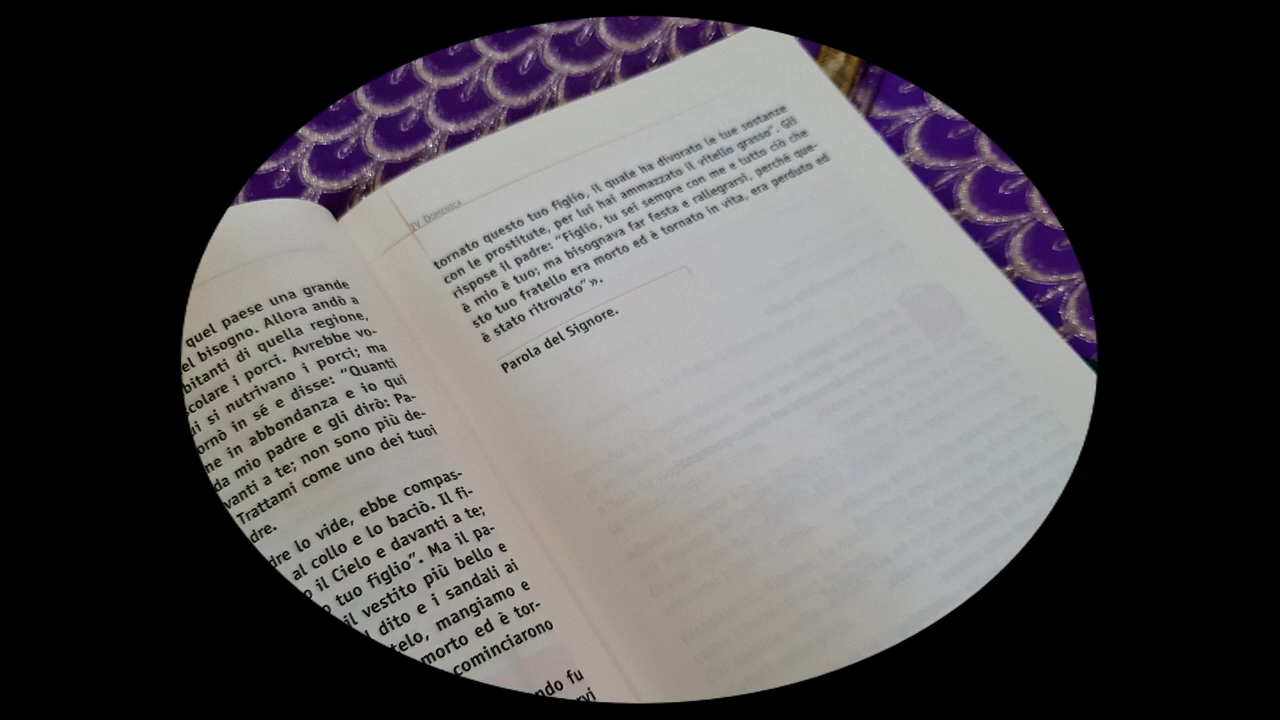 quel paese una grande
bisogno. Allora andò a
bitanti di quella regione,
colare i porci. Avrebbe vo-
si nutrivano i porci; ma
ornò in sé e disse: “Quanti
ne in abbondanza e io qui
da mio padre e gli dirò: Pa-
vanti a te; non sono più de-
Trattami come uno dei tuoi
dre.
dre lo vide, ebbe compas-
al collo e lo baciò. Il fi-
il Cielo e davanti a te;
tuo figlio”. Ma il pa-
il vestito più bello e
dito e i sandali ai
telo, mangiamo e
morto ed è tor-
cominciarono
ndo fu
IV Domenica
tornato questo tuo figlio, il quale ha divorato le tue sostanze
con le prostitute, per lui hai ammazzato il vitello grasso”. Gli
rispose il padre: “Figlio, tu sei sempre con me e tutto ciò che
è mio è tuo; ma bisognava far festa e rallegrarsi, perché que-
sto tuo fratello era morto ed è tornato in vita, era perduto ed
è stato ritrovato”».
Parola del Signore.